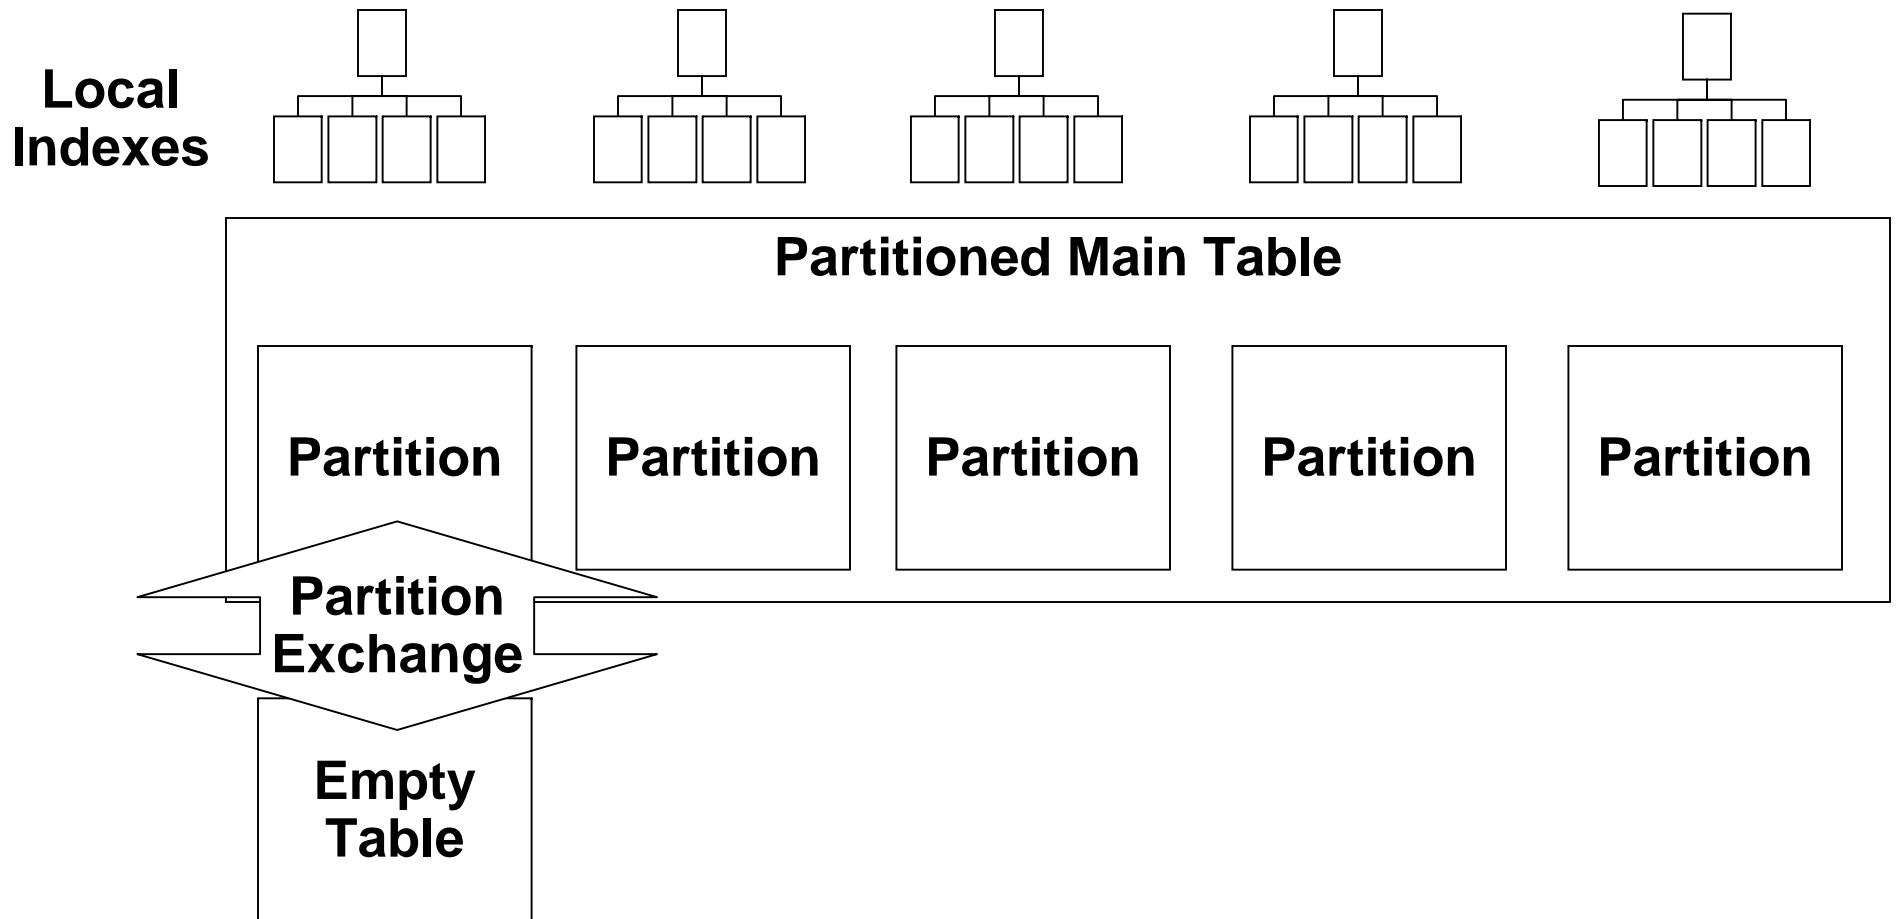 Local
Indexes
Partitioned Main Table
Partition
Partition
Partition
Partition
Partition
Partition
Exchange
Empty
Table